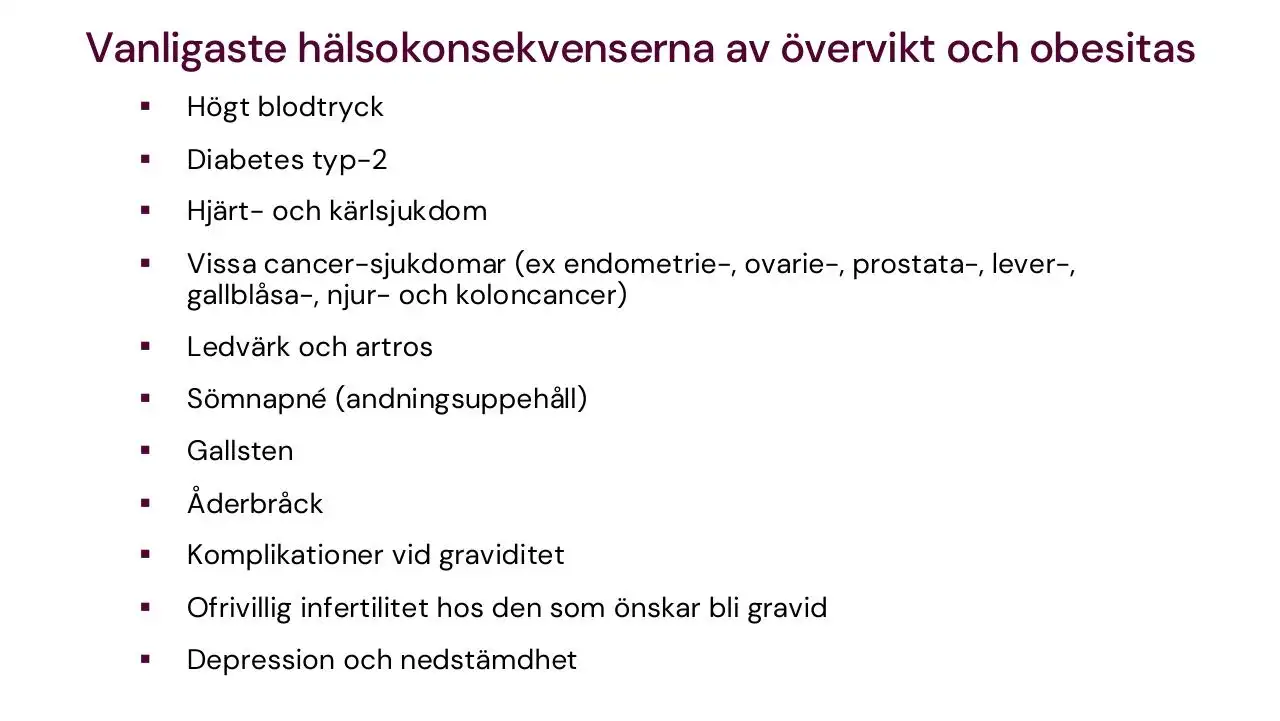 Vanligaste hälsokonsekvenserna av övervikt och obesitas
▪ Högt blodtryck
▪ Diabetes typ-2
▪ Hjärt- och kärlsjukdom
▪ Vissa cancer-sjukdomar (ex endometrie-, ovarie-, prostata-, lever-,
gallblåsa-, njur- och koloncancer)
▪ Ledvärk och artros
▪ Sömnapné (andningsuppehåll)
▪ Gallsten
▪ Åderbråck
▪ Komplikationer vid graviditet
▪ Ofrivillig infertilitet hos den som önskar bli gravid
▪ Depression och nedstämdhet